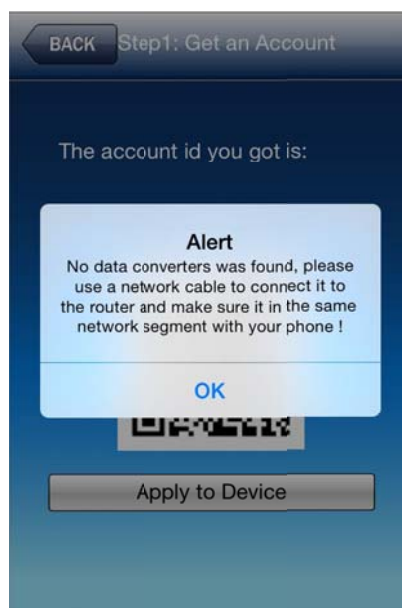 BACK Step1: Get an Account
The account id you got is:
Alert
No data converters was found, please
use a network cable to connect it to
the router and make sure it in the same
network segment with your phone !
OK
Apply to Device